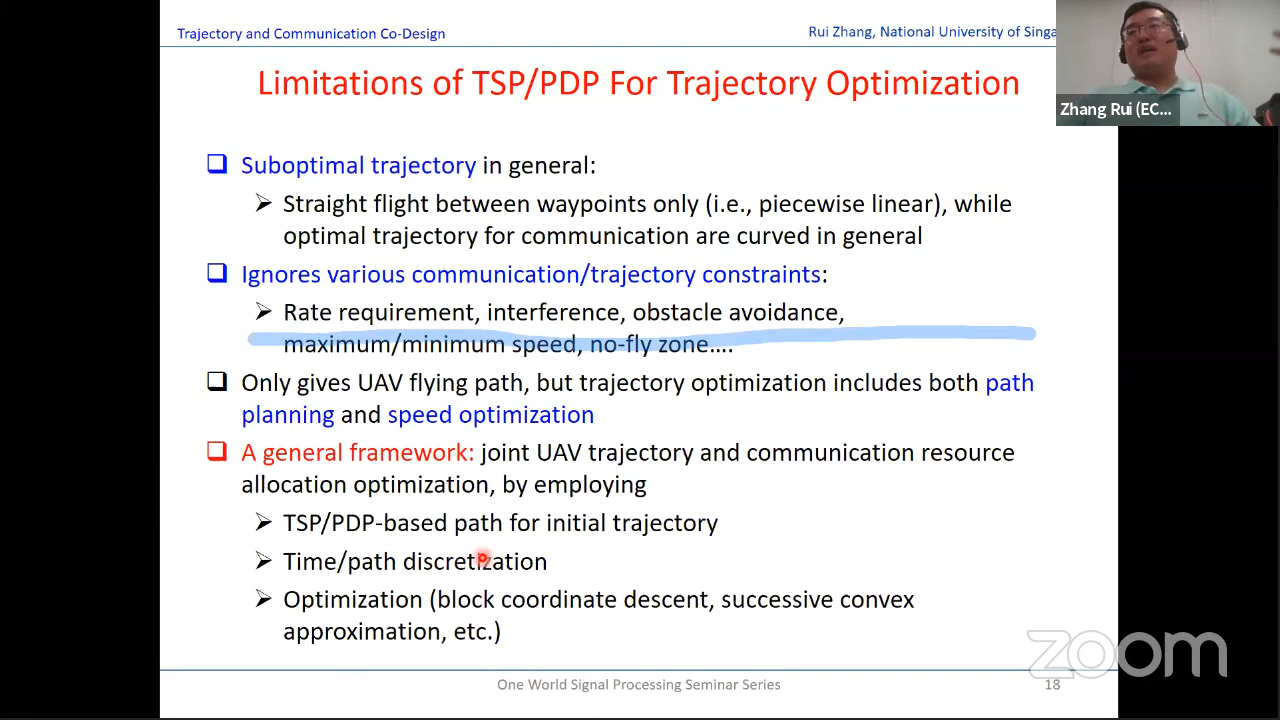 Trajectory and Communication Co-Design
Rui Zhang, National University of Singa
Zhang Rui (EC...
Limitations of TSP/PDP For Trajectory Optimization
Suboptimal trajectory in general:
Straight flight between waypoints only (i.e., piecewise linear), while
optimal trajectory for communication are curved in general
Ignores various communication/trajectory constraints:
Rate requirement, interference, obstacle avoidance,
maximum/minimum speed, no-fly zone....
Only gives UAV flying path, but trajectory optimization includes both path
planning and speed optimization
A general framework: joint UAV trajectory and communication resource
allocation optimization, by employing
TSP/PDP-based path for initial trajectory
Time/path discretization
Optimization (block coordinate descent, successive convex
approximation, etc.)
zoom
One World Signal Processing Seminar Series
18